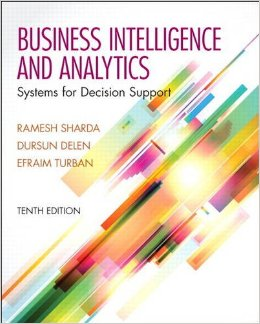 BUSINESS INTELLIGENCE
AND ANALYTICS
Systems for Decision Support
RAMESH SHARDA
DURSUN DELEN
EFRAIM TURBAN
TENTH EDITION